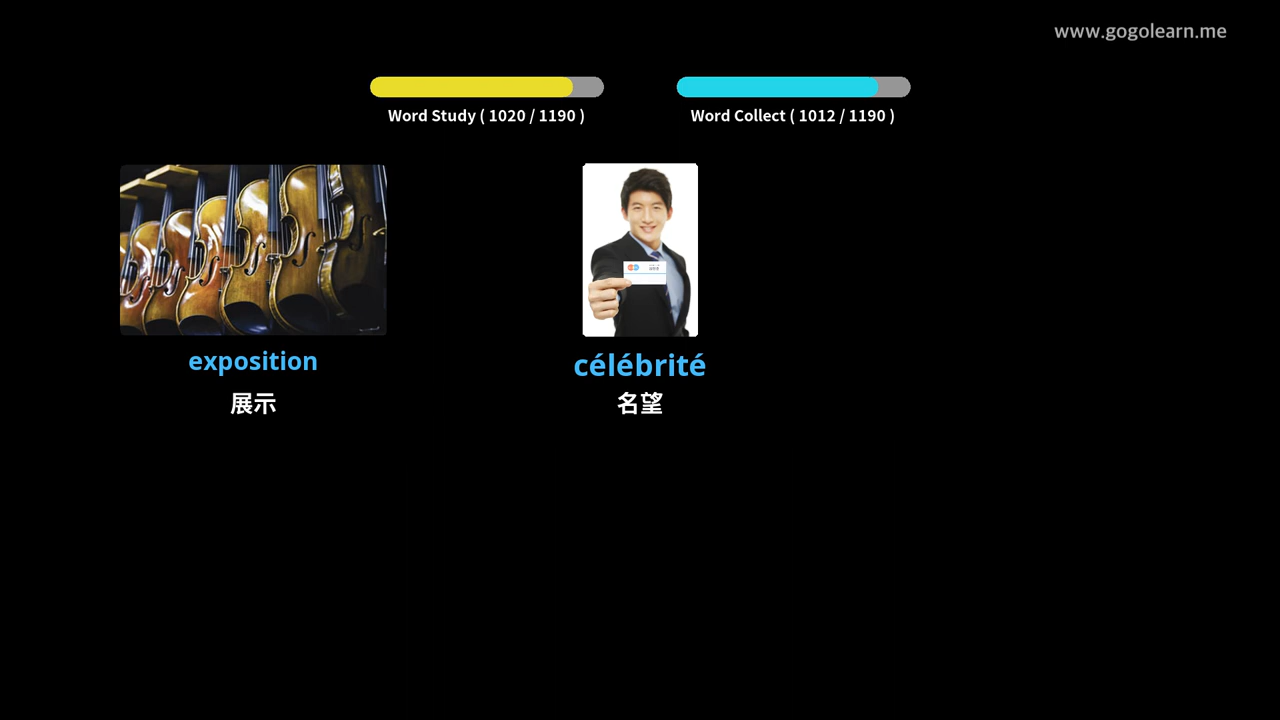 www.gogolearn.me
Word Study ( 1020 / 1190 )
Word Collect ( 1012 / 1190 )
exposition
展示
célébrité
名望